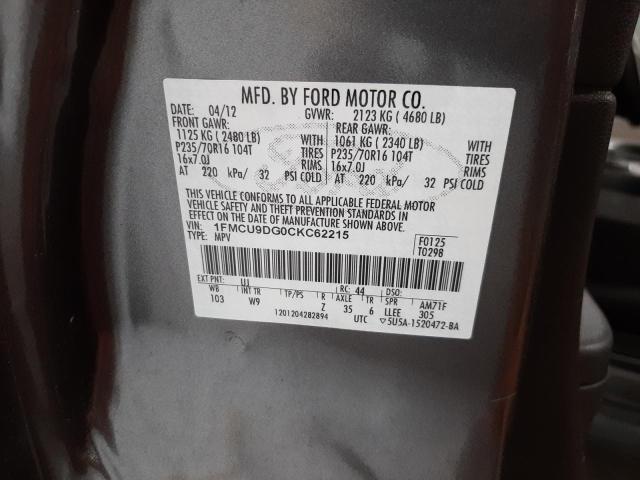 MFD. BY FORD MOTOR CO.
DATE: 04/12 GVWR: 2123 KG ( 4680 LB)
FRONT GAWR: REAR GAWR:
1125 KG ( 2480 LB) WITH 1061 KG ( 2340 LB) WITH
P235/70R16 104T TIRES P235/70R16 104T TIRES
16x7.0J RIMS 16x7.0J RIMS
AT 220 kPa/ 32 PSI COLD AT 220 kPa/ 32 PSI COLD
THIS VEHICLE CONFORMS TO ALL APPLICABLE FEDERAL MOTOR
VEHICLE SAFETY AND THEFT PREVENTION STANDARDS IN
EFFECT ON THE DATE OF MANUFACTURE SHOWN ABOVE.
VIN: 1FMCU9DG0CKC62215 F0125
MPV T0298
EXT PNT: UJ RC: 44 DSO:
WB INT TR TP/PS R AXLE TR SPR AM71F
103 W9 Z 35 6 LLEE 305
1201204282894 UTC ▽5U5A-1520472-BA